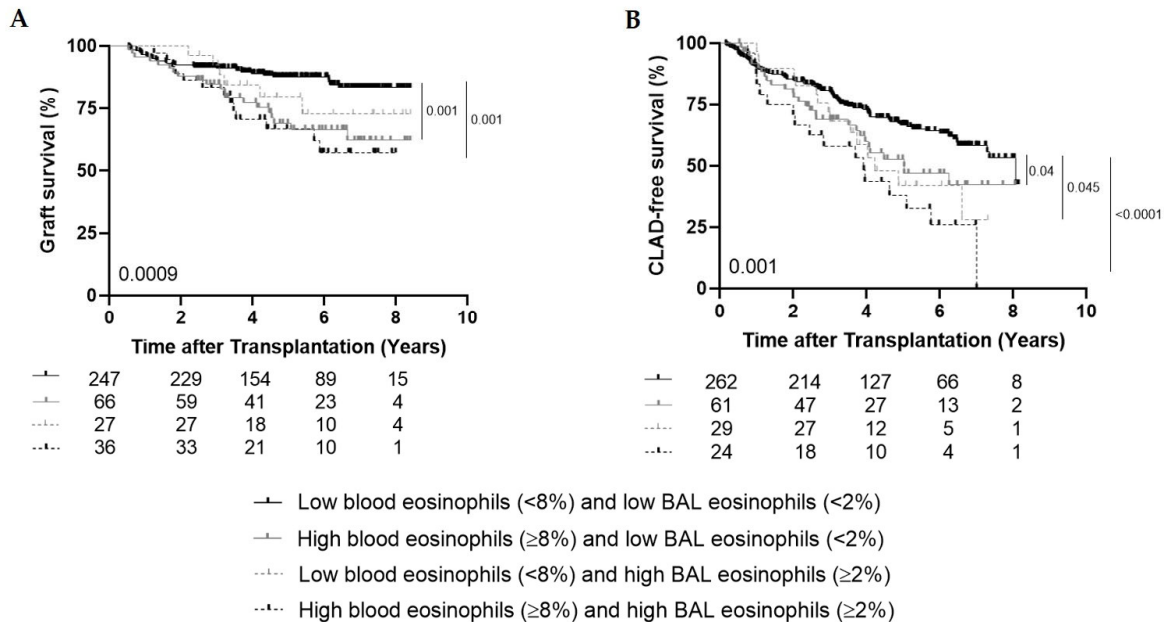 A
Graft survival (%)
100
75
50
25
0
0.001
0.001
0.0009
0 2 4 6 8 10
Time after Transplantation (Years)
247 229 154 89 15
66 59 41 23 4
27 27 18 10 4
36 33 21 10 1
B
CLAD-free survival (%)
100
75
50
25
0
0.04
0.045
<0.0001
0.001
0 2 4 6 8 10
Time after Transplantation (Years)
262 214 127 66 8
61 47 27 13 2
29 27 12 5 1
24 18 10 4 1
Low blood eosinophils (<8%) and low BAL eosinophils (<2%)
High blood eosinophils (≥8%) and low BAL eosinophils (<2%)
Low blood eosinophils (<8%) and high BAL eosinophils (≥2%)
High blood eosinophils (≥8%) and high BAL eosinophils (≥2%)